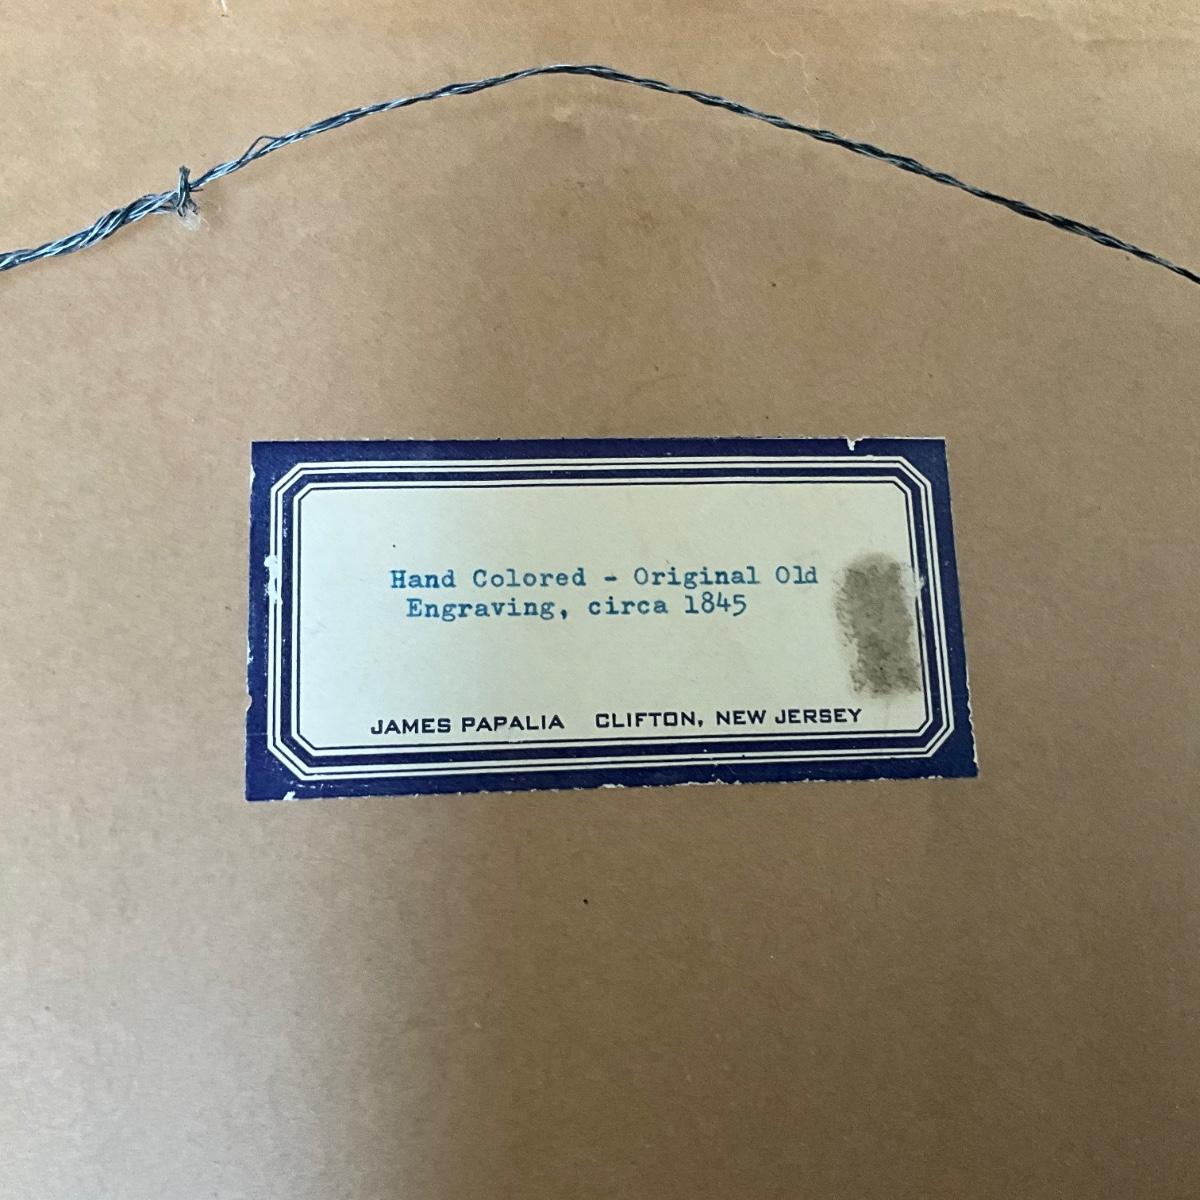 Hand Colored - Original Old
Engraving, circa 1845
JAMES PAPALIA CLIFTON, NEW JERSEY